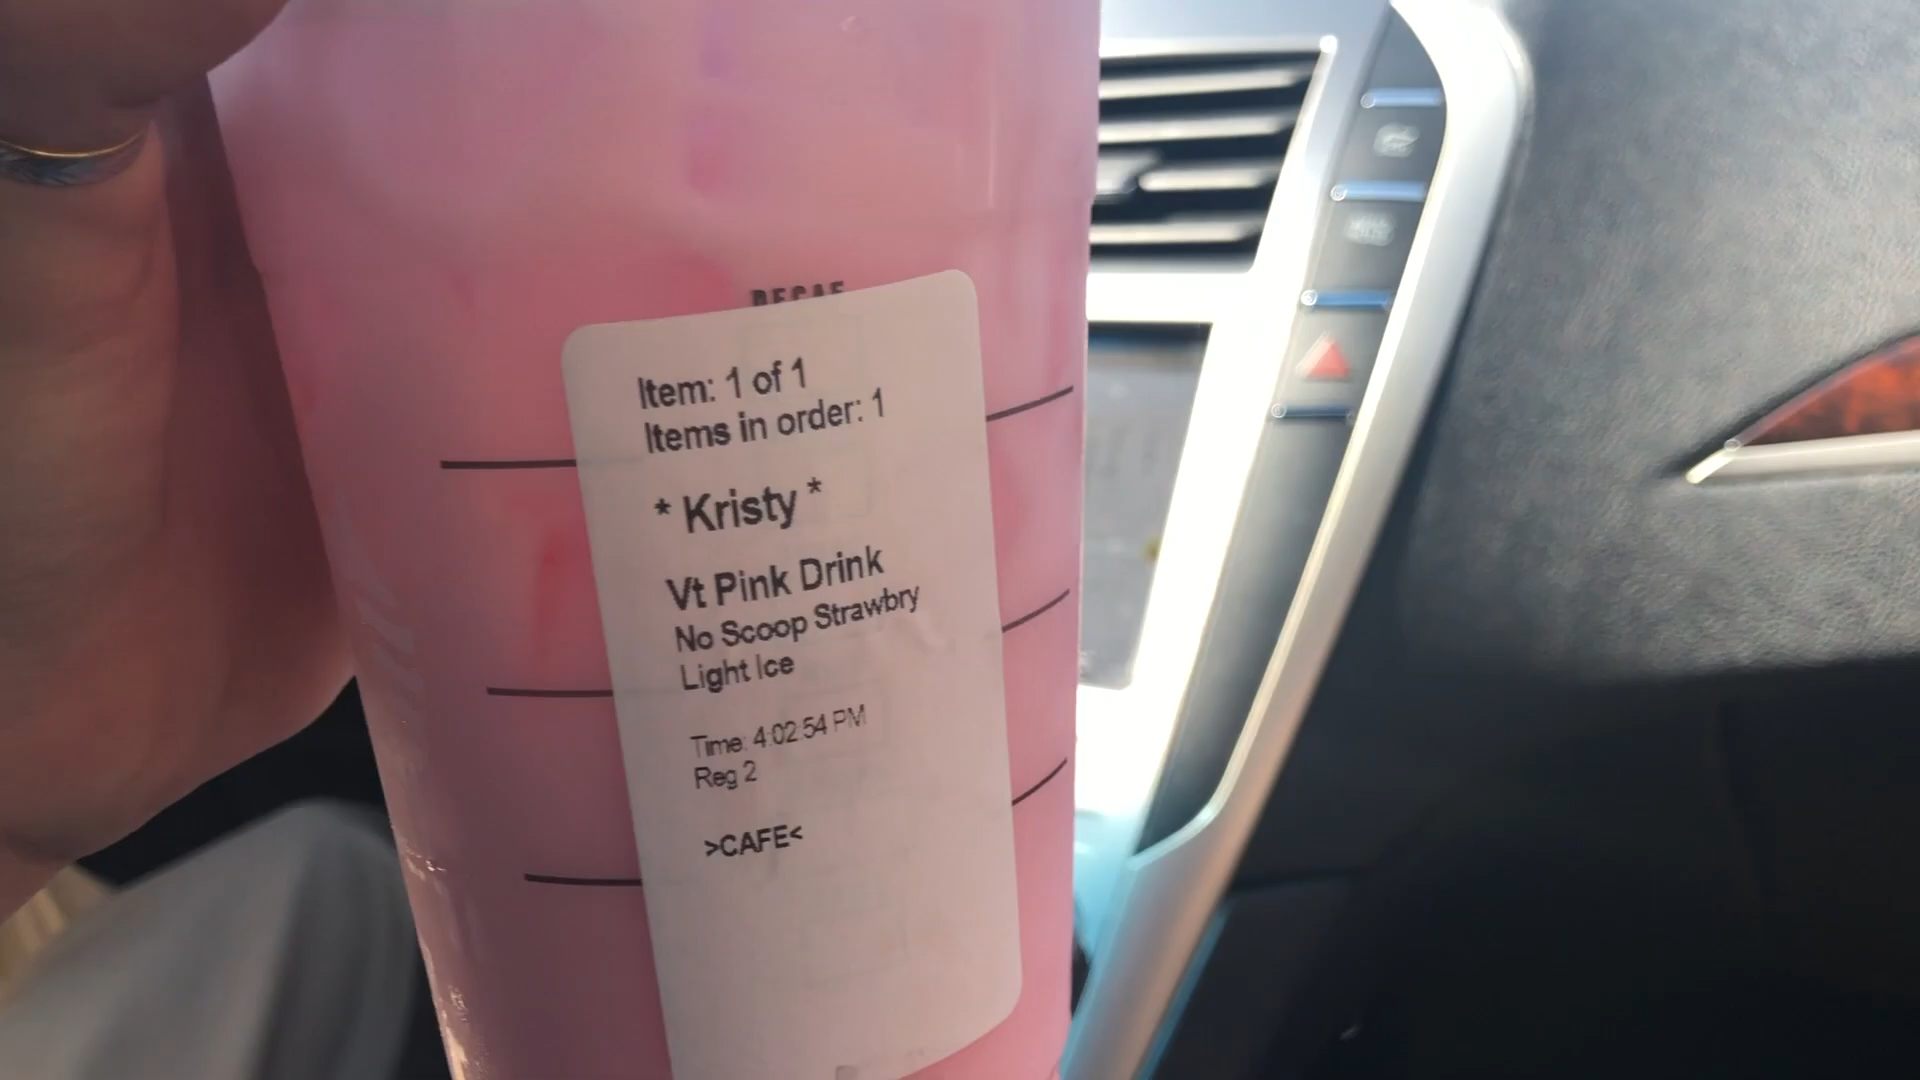 DECAF
Item: 1 of 1
Items in order: 1
* Kristy *
Vt Pink Drink
No Scoop Strawbry
Light Ice
Time: 4:02:54 PM
Reg 2
>CAFE<